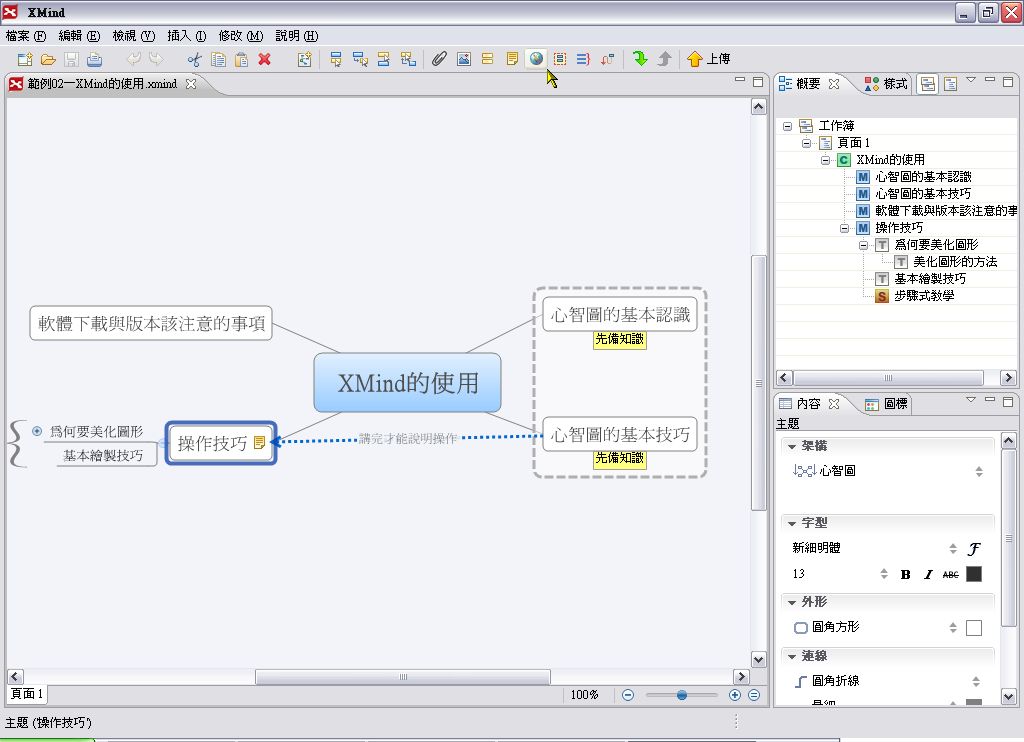 XMind
檔案 (F) 編輯 (E) 檢視 (V) 插入 (I) 修改 (M) 說明 (H)
上傳
範例02—XMind的使用.xmind
軟體下載與版本該注意的事項
XMind的使用
心智圖的基本認識
先備知識
為何要美化圖形
基本繪製技巧
操作技巧
講完才能說明操作
心智圖的基本技巧
先備知識
頁面 1
100%
主題 ('操作技巧')
概要 樣式
工作簿
頁面 1
C XMind的使用
M 心智圖的基本認識
M 心智圖的基本技巧
M 軟體下載與版本該注意的事
M 操作技巧
T 為何要美化圖形
T 美化圖形的方法
T 基本繪製技巧
S 步驟式教學
內容 圖標
主題
架構
心智圖
字型
新細明體 F
13 B I ABC
外形
圓角方形
連線
圓角折線